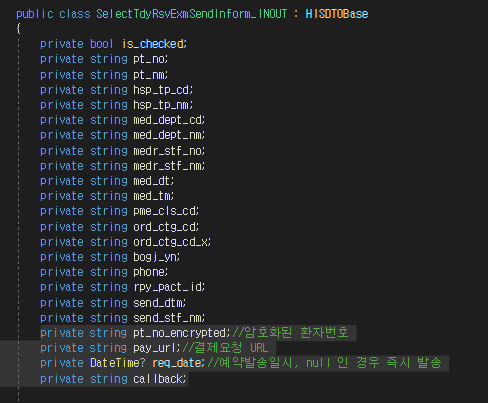 public class SelectTdyRsvExmSendInform_INOUT : HISDTOBase
{
private bool is_checked;
private string pt_no;
private string pt_nm;
private string hsp_tp_cd;
private string hsp_tp_nm;
private string med_dept_cd;
private string med_dept_nm;
private string medr_stf_no;
private string medr_stf_nm;
private string med_dt;
private string med_tm;
private string pme_cls_cd;
private string ord_ctg_cd;
private string ord_ctg_cd_x;
private string bogj_yn;
private string phone;
private string rpy_pact_id;
private string send_dtm;
private string send_stf_nm;
private string pt_no_encrypted;//암호화된 환자번호
private string pay_url;//결제요청 URL
private DateTime? req_date;//예약발송일시, null 인 경우 즉시 발송
private string callback;